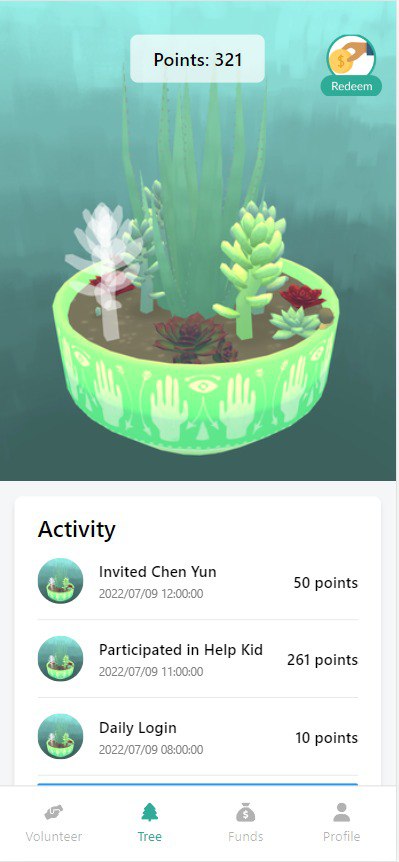 Points: 321
Redeem
Activity
Invited Chen Yun
2022/07/09 12:00:00
50 points
Participated in Help Kid
2022/07/09 11:00:00
261 points
Daily Login
2022/07/09 08:00:00
10 points
Volunteer
Tree
Funds
Profile